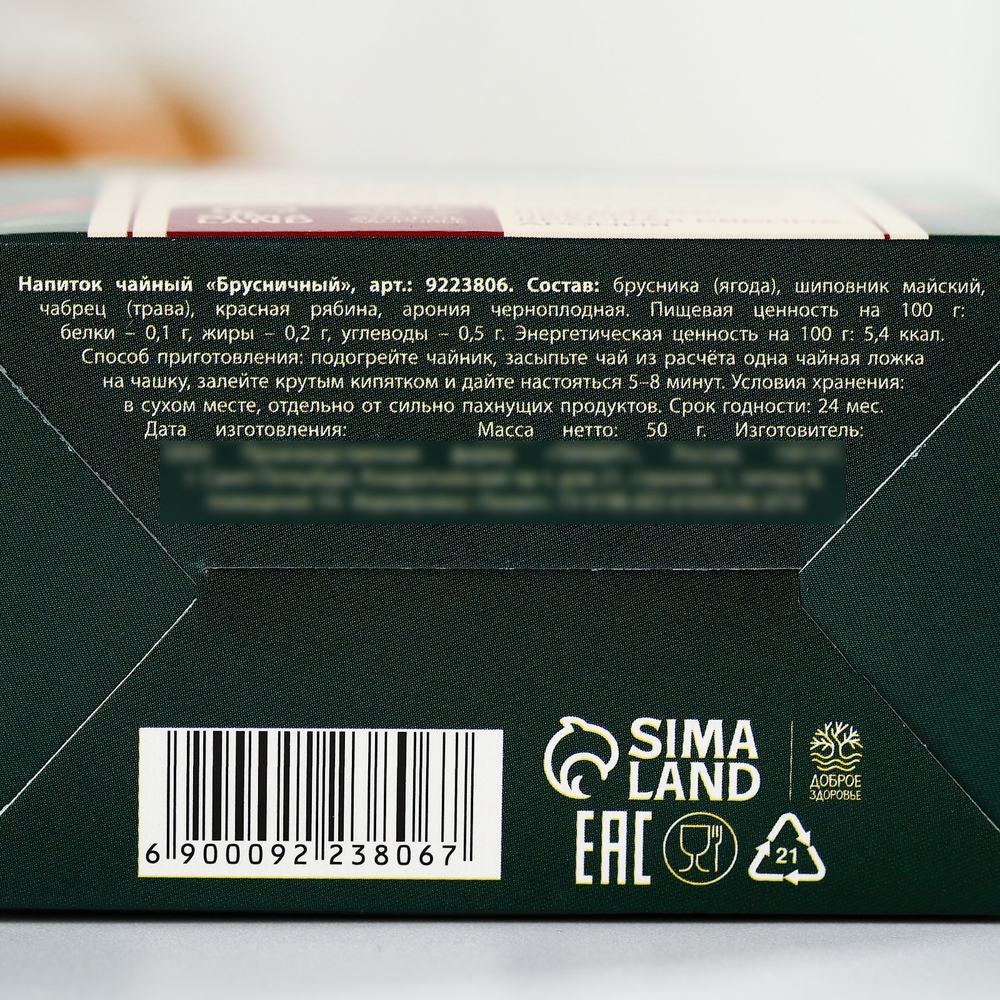 Напиток чайный «Брусничный», арт.: 9223806. Состав: брусника (ягода), шиповник майский,
чабрец (трава), красная рябина, арония черноплодная. Пищевая ценность на 100 г:
белки – 0,1 г, жиры – 0,2 г, углеводы – 0,5 г. Энергетическая ценность на 100 г: 5,4 ккал.
Способ приготовления: подогрейте чайник, засыпьте чай из расчёта одна чайная ложка
на чашку, залейте крутым кипятком и дайте настояться 5–8 минут. Условия хранения:
в сухом месте, отдельно от сильно пахнущих продуктов. Срок годности: 24 мес.
Дата изготовления: Масса нетто: 50 г. Изготовитель:
SIMA
LAND
ДОБРОЕ
ЗДОРОВЬЕ
EAC
21
6 900092 238067